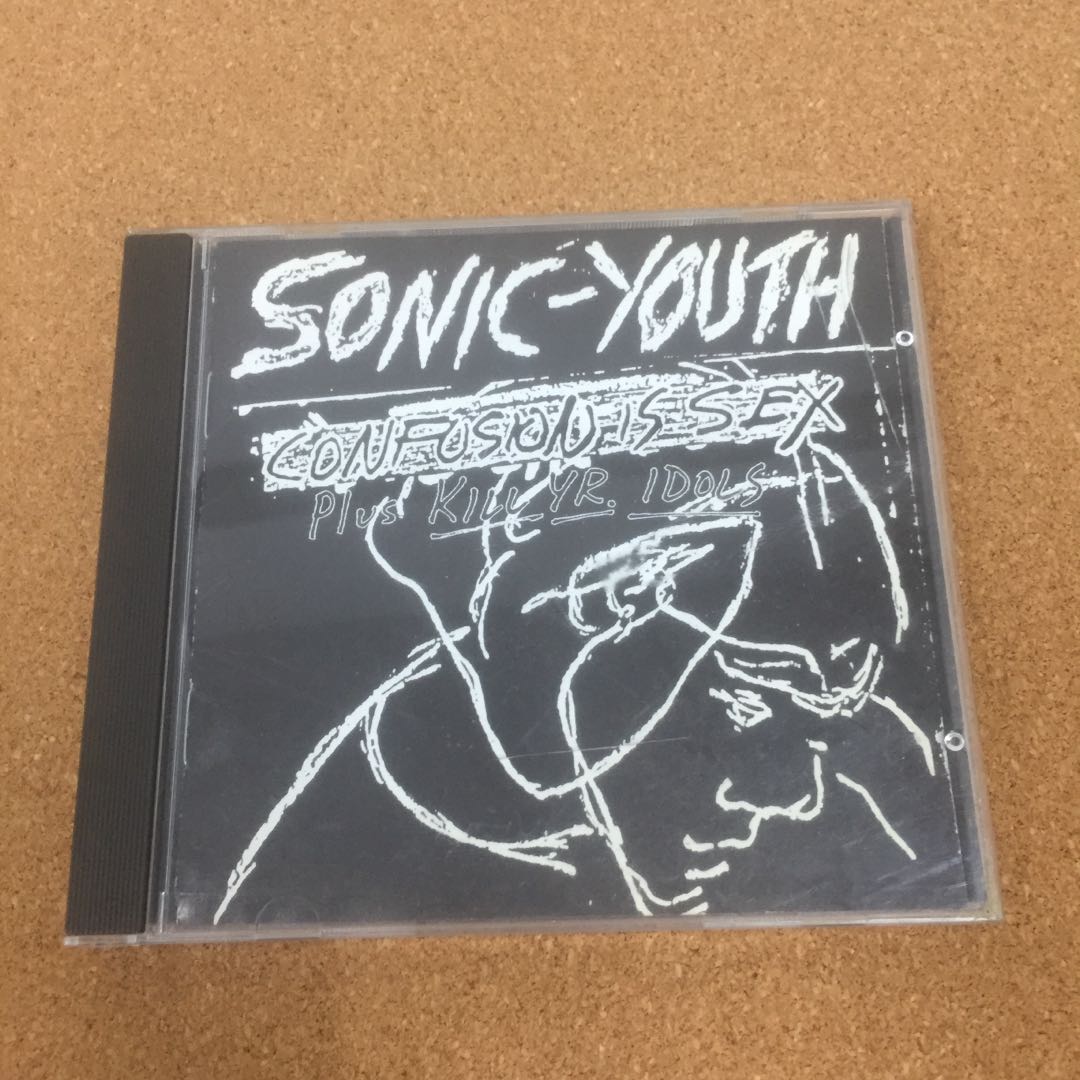 SONIC-YOUTH
CONFUSION IS SEX
Plus KILL YR. IDOLS